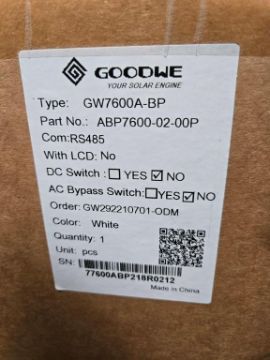 GOODWE
YOUR SOLAR ENGINE
Type: GW7600A-BP
Part No.: ABP7600-02-00P
Com:RS485
With LCD: No
DC Switch: YES NO
AC Bypass Switch: YES NO
Order: GW292210701-ODM
Color: White
Quantity: 1
Unit: pcs
SN: 77600ABP218R0212
Made in China